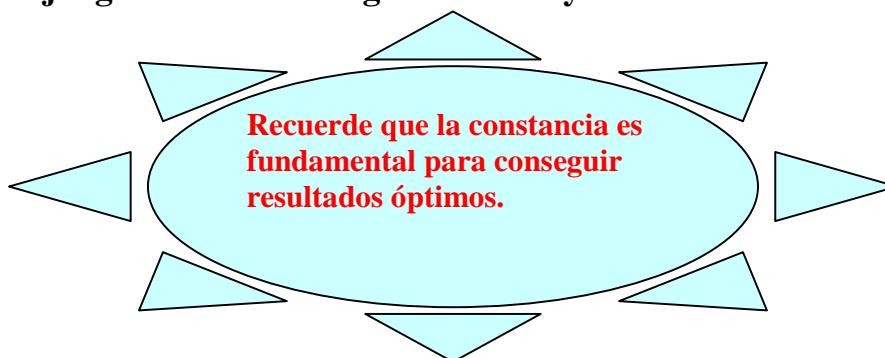 Recuerde que la constancia es
fundamental para conseguir
resultados óptimos.